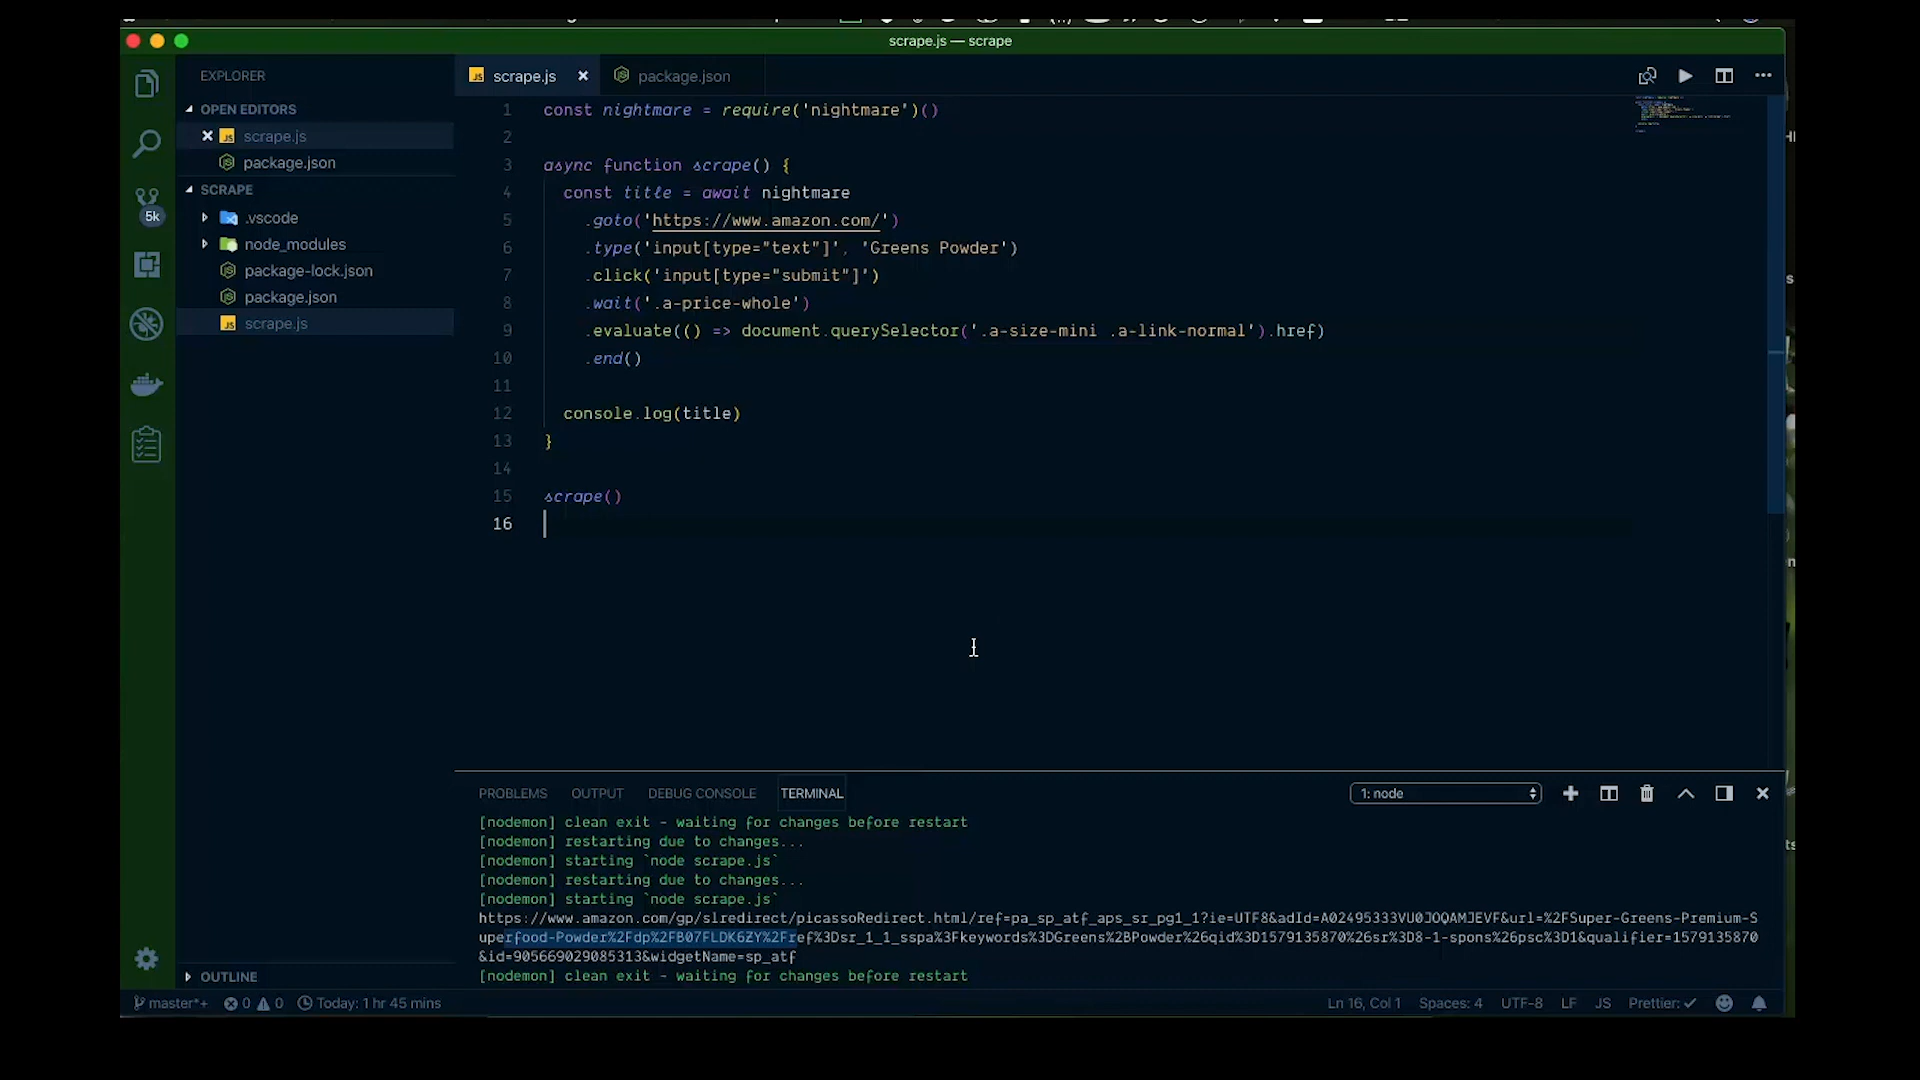 scrape.js — scrape
EXPLORER
OPEN EDITORS
scrape.js
package.json
SCRAPE
.vscode
node_modules
package-lock.json
package.json
scrape.js
OUTLINE
5k
scrape.js
package.json
1 const nightmare = require('nightmare')()
2
3 async function scrape() {
4 const title = await nightmare
5 .goto('https://www.amazon.com/')
6 .type('input[type="text"]', 'Greens Powder')
7 .click('input[type="submit"]')
8 .wait('.a-price-whole')
9 .evaluate(() => document.querySelector('.a-size-mini .a-link-normal').href)
10 .end()
11
12 console.log(title)
13 }
14
15 scrape()
16
PROBLEMS OUTPUT DEBUG CONSOLE TERMINAL 1: node
[nodemon] clean exit - waiting for changes before restart
[nodemon] restarting due to changes...
[nodemon] starting `node scrape.js`
[nodemon] restarting due to changes...
[nodemon] starting `node scrape.js`
https://www.amazon.com/gp/slredirect/picassoRedirect.html/ref=pa_sp_atf_aps_sr_pg1_1?ie=UTF8&adId=A02495333VU0JOQAMJEVF&url=%2FSuper-Greens-Premium-S
uperfood-Powder%2Fdp%2FB07FLDK6ZY%2Fref%3Dsr_1_1_sspa%3Fkeywords%3DGreens%2BPowder%26qid%3D1579135870%26sr%3D8-1-spons%26psc%3D1&qualifier=1579135870
&id=905669029085313&widgetName=sp_atf
[nodemon] clean exit - waiting for changes before restart
master*+ 0 0 Today: 1 hr 45 mins Ln 16, Col 1 Spaces: 4 UTF-8 LF JS Prettier: ✓